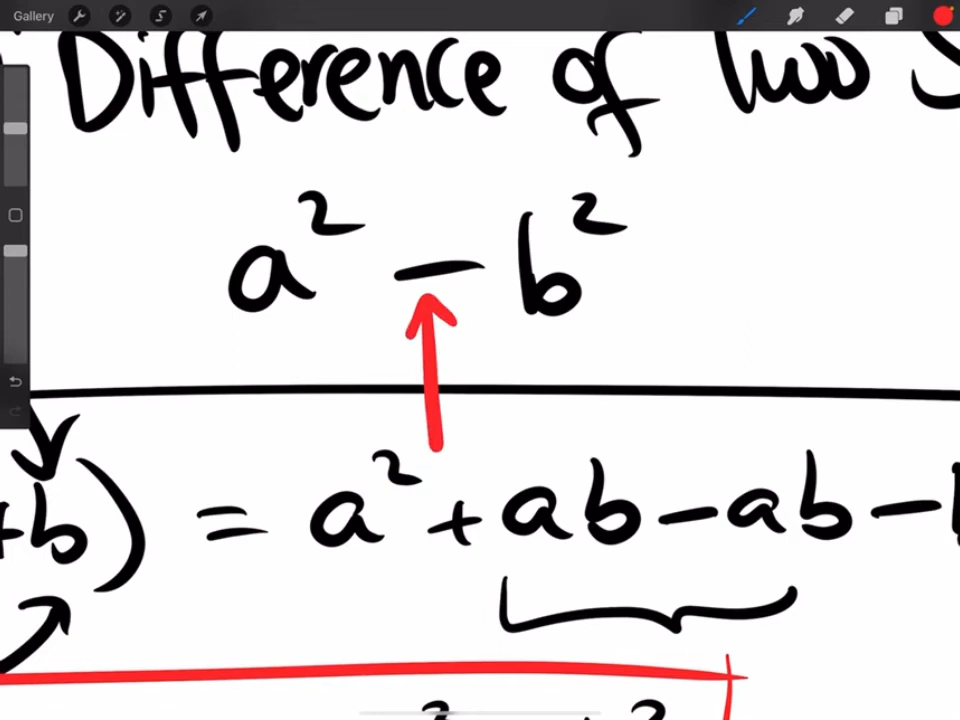 Gallery
Difference of Two S
a² − b²
+b) = a² + ab − ab −